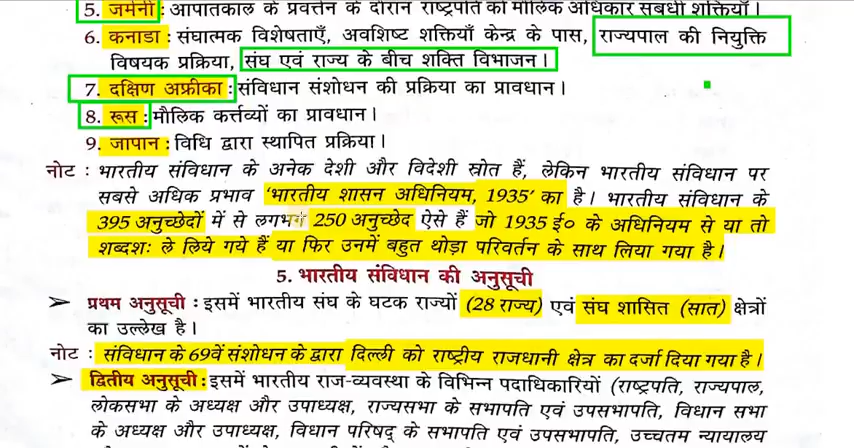 5. जर्मनी : आपातकाल के प्रवर्त्तन के दौरान राष्ट्रपति को मौलिक अधिकार संबंधी शक्तियाँ।
6. कनाडा : संघात्मक विशेषताएँ, अवशिष्ट शक्तियाँ केन्द्र के पास, राज्यपाल की नियुक्ति
विषयक प्रक्रिया, संघ एवं राज्य के बीच शक्ति विभाजन।
7. दक्षिण अफ्रीका : संविधान संशोधन की प्रक्रिया का प्रावधान।
8. रूस : मौलिक कर्त्तव्यों का प्रावधान।
9. जापान : विधि द्वारा स्थापित प्रक्रिया।
नोट : भारतीय संविधान के अनेक देशी और विदेशी स्रोत हैं, लेकिन भारतीय संविधान पर
सबसे अधिक प्रभाव 'भारतीय शासन अधिनियम, 1935' का है। भारतीय संविधान के
395 अनुच्छेदों में से लगभग 250 अनुच्छेद ऐसे हैं जो 1935 ई० के अधिनियम से या तो
शब्दशः ले लिये गये हैं या फिर उनमें बहुत थोड़ा परिवर्तन के साथ लिया गया है।
5. भारतीय संविधान की अनुसूची
➢ प्रथम अनुसूची : इसमें भारतीय संघ के घटक राज्यों (28 राज्य) एवं संघ शासित (सात) क्षेत्रों
का उल्लेख है।
नोट : संविधान के 69वें संशोधन के द्वारा दिल्ली को राष्ट्रीय राजधानी क्षेत्र का दर्जा दिया गया है।
➢ द्वितीय अनुसूची : इसमें भारतीय राज-व्यवस्था के विभिन्न पदाधिकारियों (राष्ट्रपति, राज्यपाल,
लोकसभा के अध्यक्ष और उपाध्यक्ष, राज्यसभा के सभापति एवं उपसभापति, विधान सभा
के अध्यक्ष और उपाध्यक्ष, विधान परिषद् के सभापति एवं उपसभापति, उच्चतम न्यायालय